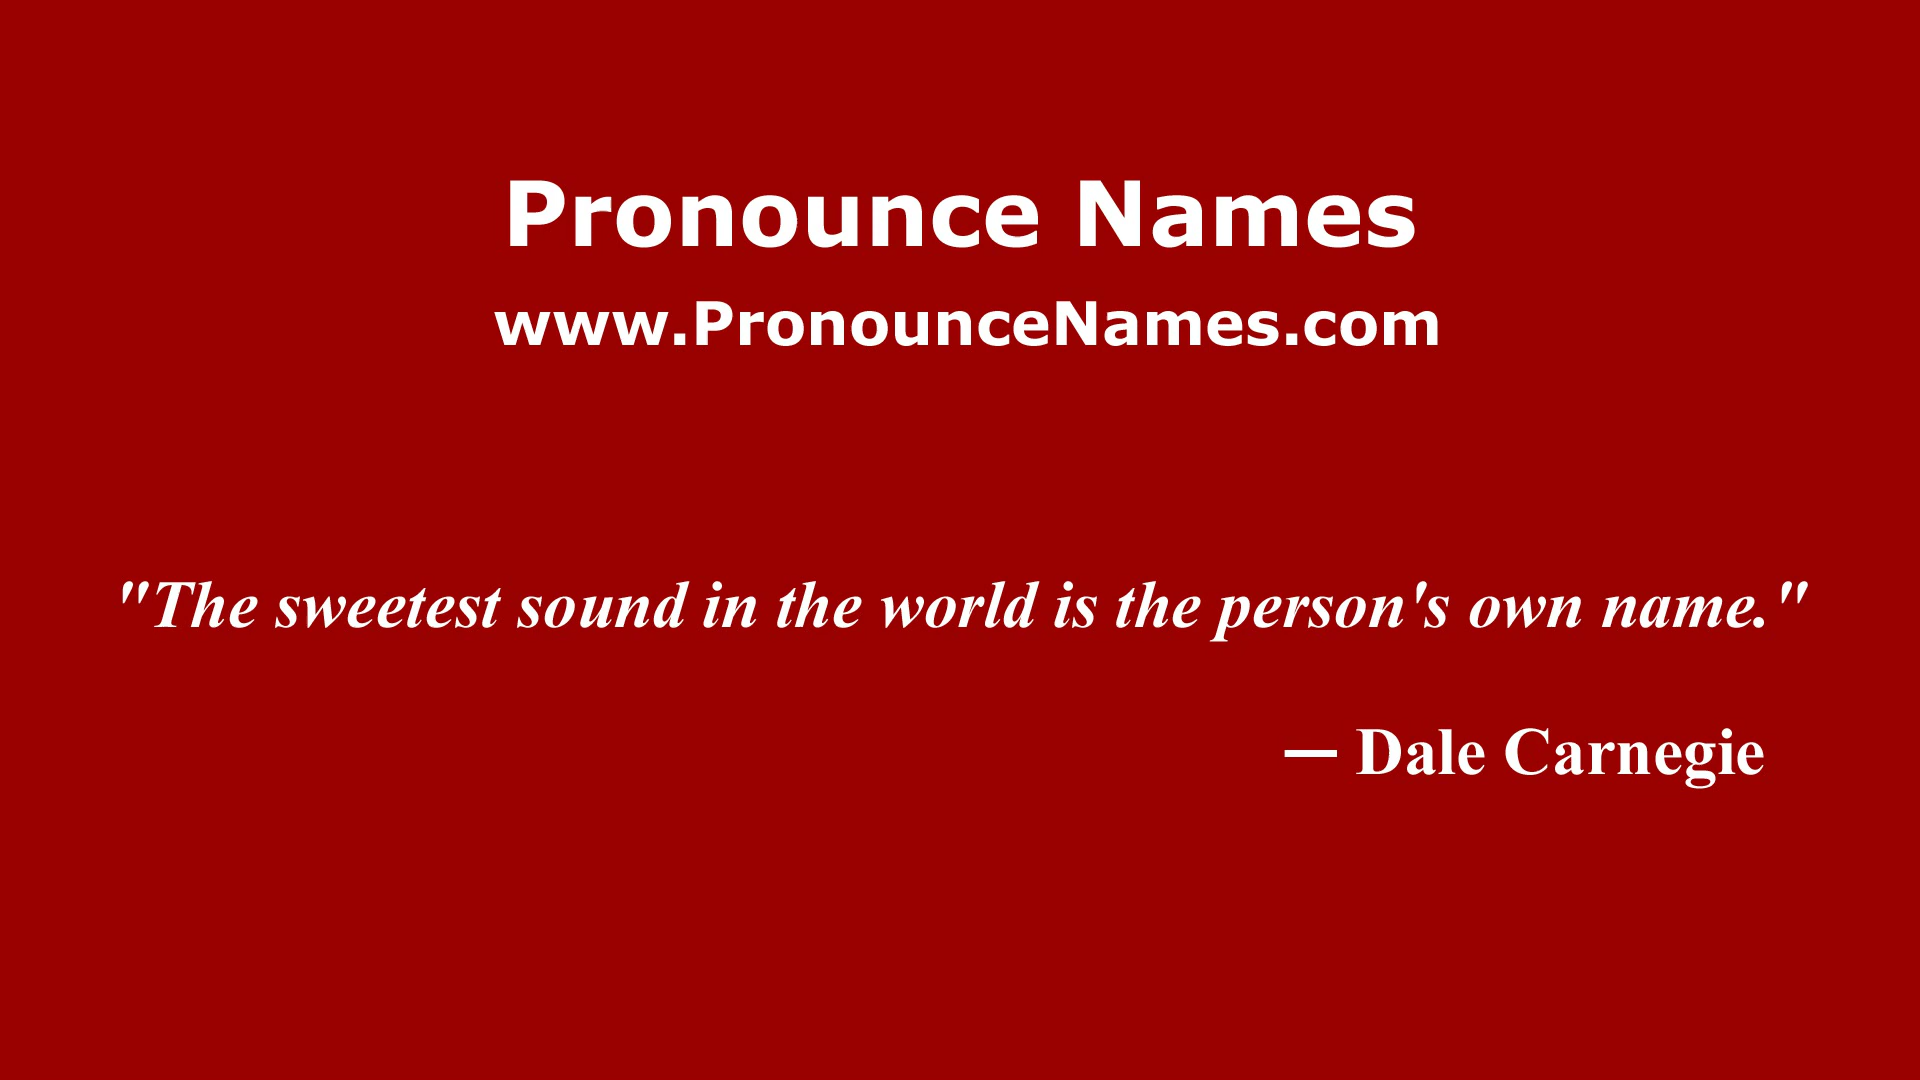 Pronounce Names
www.PronounceNames.com
"The sweetest sound in the world is the person's own name."
— Dale Carnegie